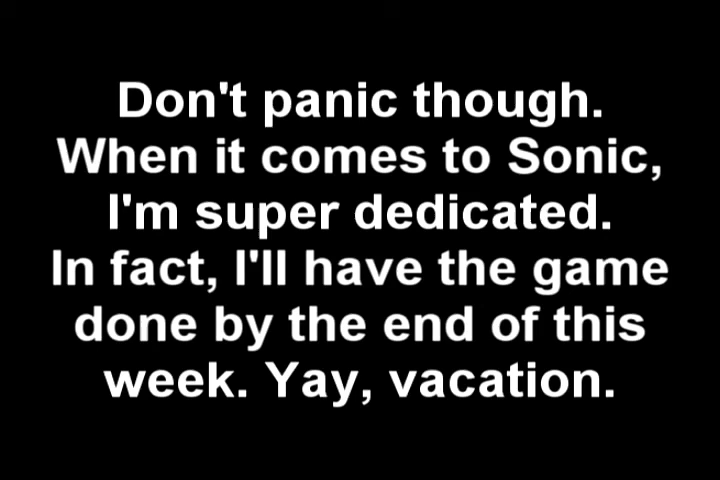 Don't panic though.
When it comes to Sonic,
I'm super dedicated.
In fact, I'll have the game
done by the end of this
week. Yay, vacation.